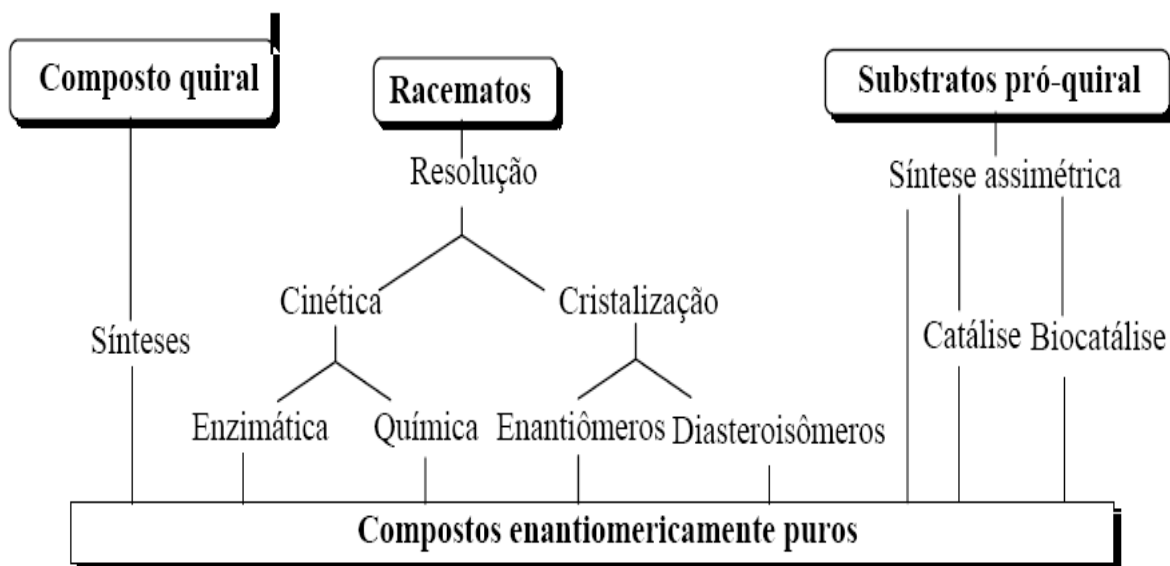 Composto quiral
Racematos
Substratos pró-quiral
Resolução
Síntese assimétrica
Cinética
Cristalização
Sínteses
Catálise
Biocatálise
Enzimática
Química
Enantiômeros
Diasteroisômeros
Compostos enantiomericamente puros